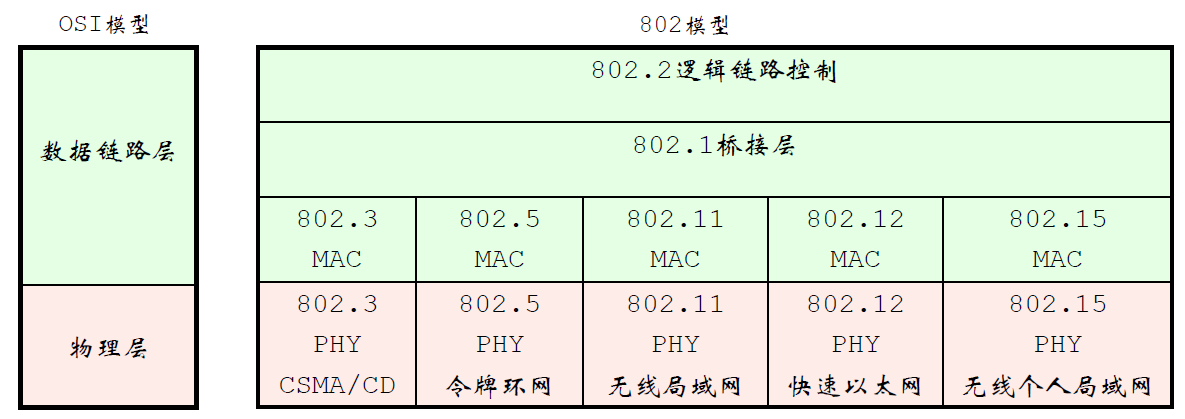 OSI模型
802模型
数据链路层
物理层
802.2逻辑链路控制
802.1桥接层
802.3 MAC
802.5 MAC
802.11 MAC
802.12 MAC
802.15 MAC
802.3 PHY CSMA/CD
802.5 PHY 令牌环网
802.11 PHY 无线局域网
802.12 PHY 快速以太网
802.15 PHY 无线个人局域网